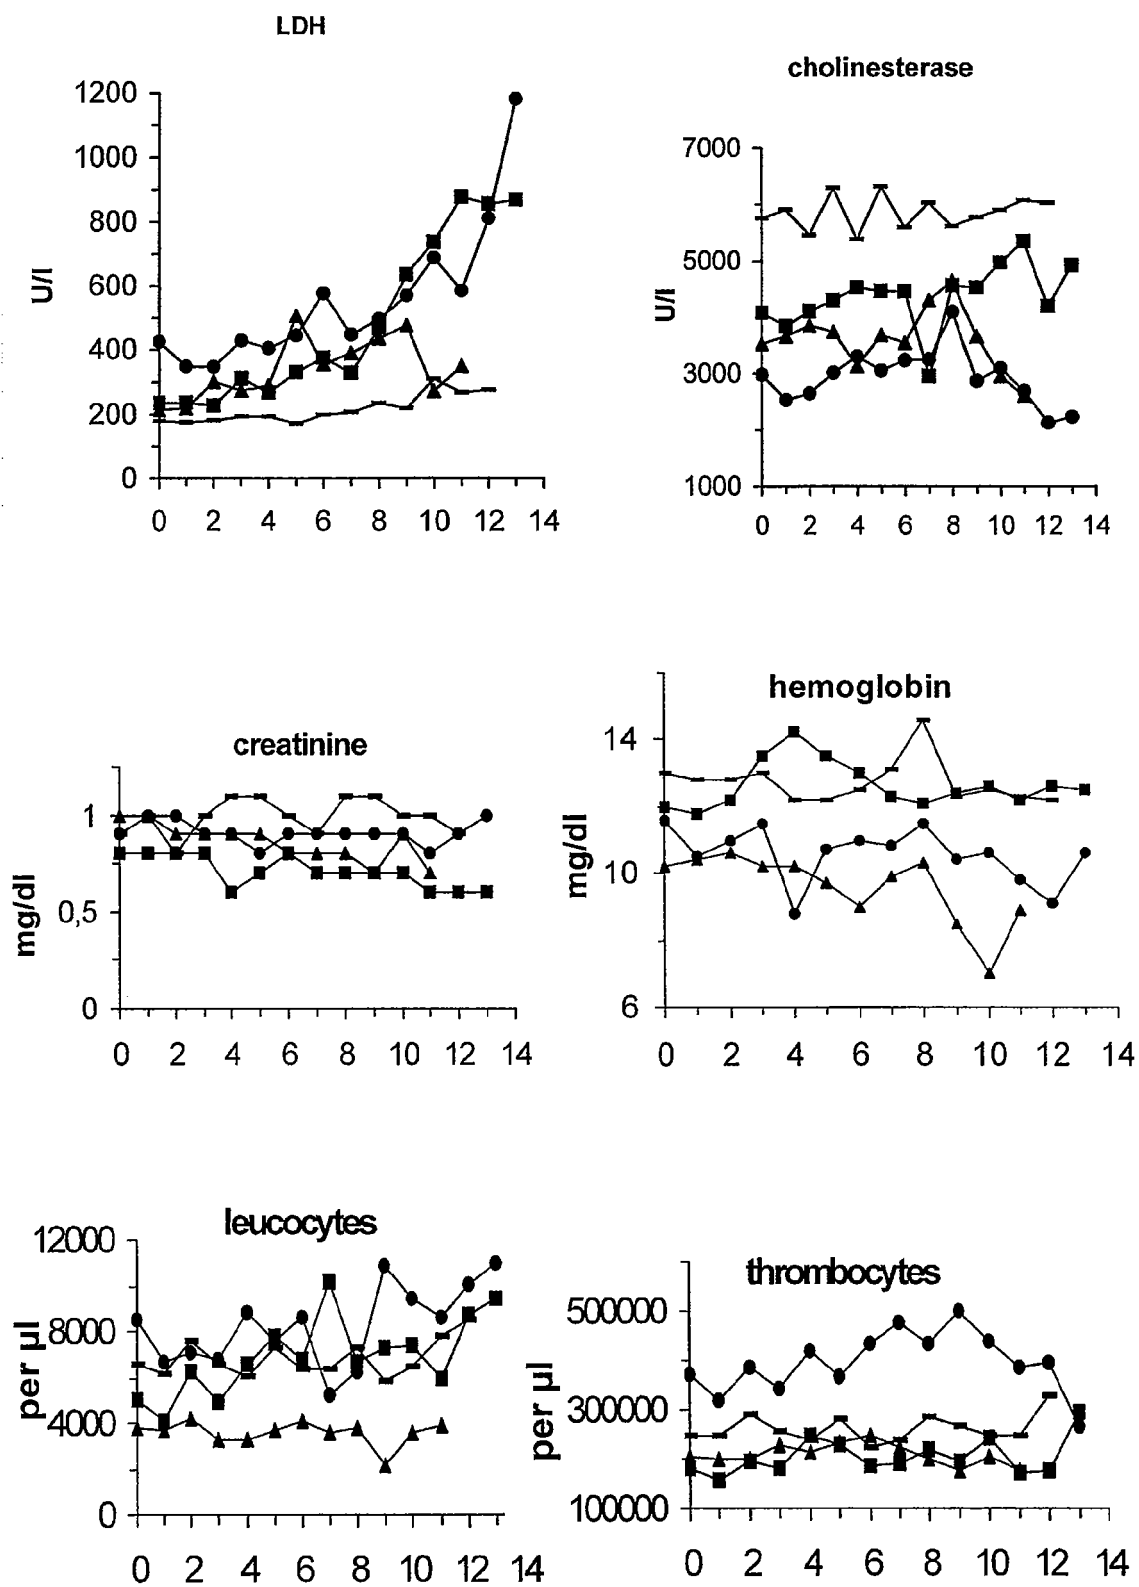 LDH
1200
1000
800
600
400
200
0
U/l
0 2 4 6 8 10 12 14
cholinesterase
7000
5000
3000
1000
U/l
0 2 4 6 8 10 12 14
creatinine
1
0,5
0
mg/dl
0 2 4 6 8 10 12 14
hemoglobin
14
10
6
mg/dl
0 2 4 6 8 10 12 14
leucocytes
12000
8000
4000
0
per µl
0 2 4 6 8 10 12 14
thrombocytes
500000
300000
100000
per µl
0 2 4 6 8 10 12 14